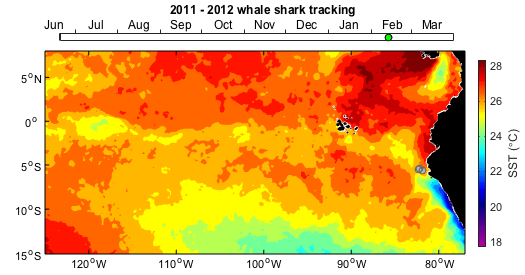 2011 - 2012 whale shark tracking
Jun Jul Aug Sep Oct Nov Dec Jan Feb Mar
5°N
0°
5°S
10°S
15°S
120°W 110°W 100°W 90°W 80°W
28
26
24
22
20
18
SST (°C)